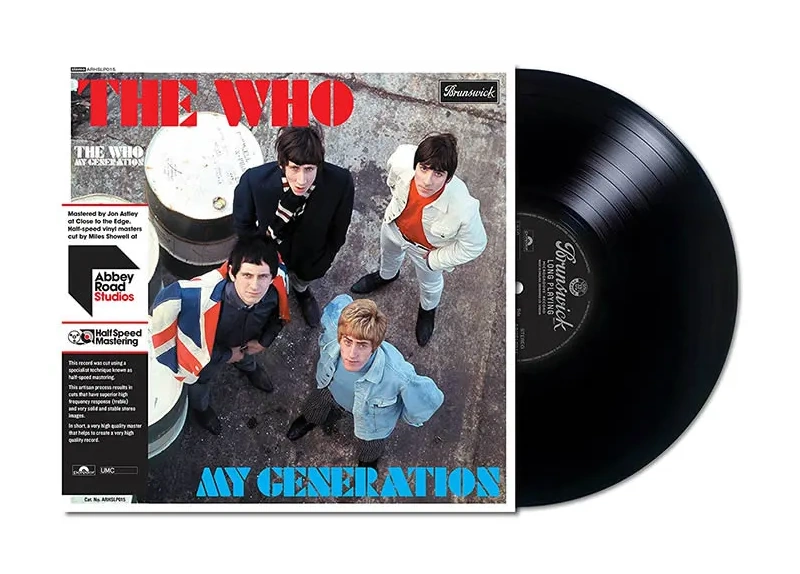 STEREO ARHSLP015
THE WHO
Brunswick
THE WHO
MY GENERATION
Mastered by Jon Astley
at Close to the Edge.
Half-speed vinyl masters
cut by Miles Showell at
Abbey
Road
Studios
Half Speed
Mastering
This record was cut using a
specialist technique known as
half-speed mastering.
This artisan process results in
cuts that have superior high
frequency response (treble)
and very solid and stable stereo
images.
In short, a very high quality master
that helps to create a very high
quality record.
polydor
UMC
Cat. No. ARHSLP015
MY GENERATION
Brunswick
LONG PLAYING
STEREO